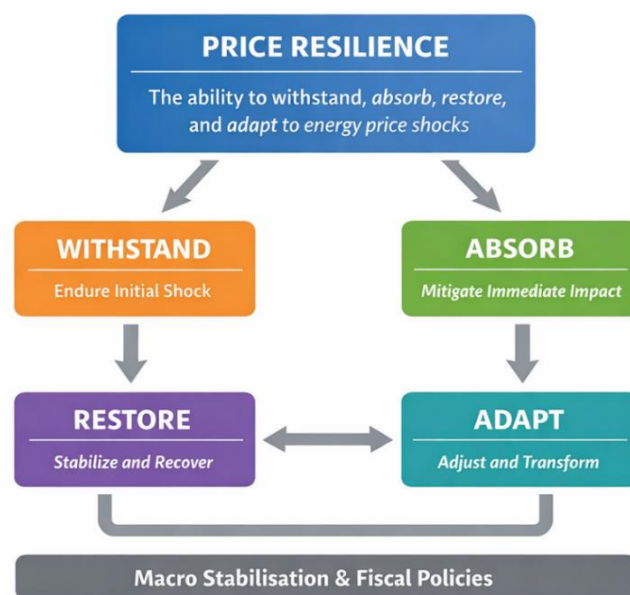 PRICE RESILIENCE
The ability to withstand, absorb, restore,
and adapt to energy price shocks
WITHSTAND
Endure Initial Shock
ABSORB
Mitigate Immediate Impact
RESTORE
Stabilize and Recover
ADAPT
Adjust and Transform
Macro Stabilisation & Fiscal Policies